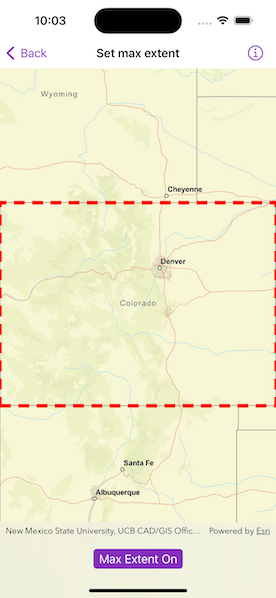 10:03
Back
Set max extent
Wyoming
Cheyenne
Denver
Colorado
Santa Fe
Albuquerque
New Mexico State University, UCB CAD/GIS Offic... Powered by Esri
Max Extent On